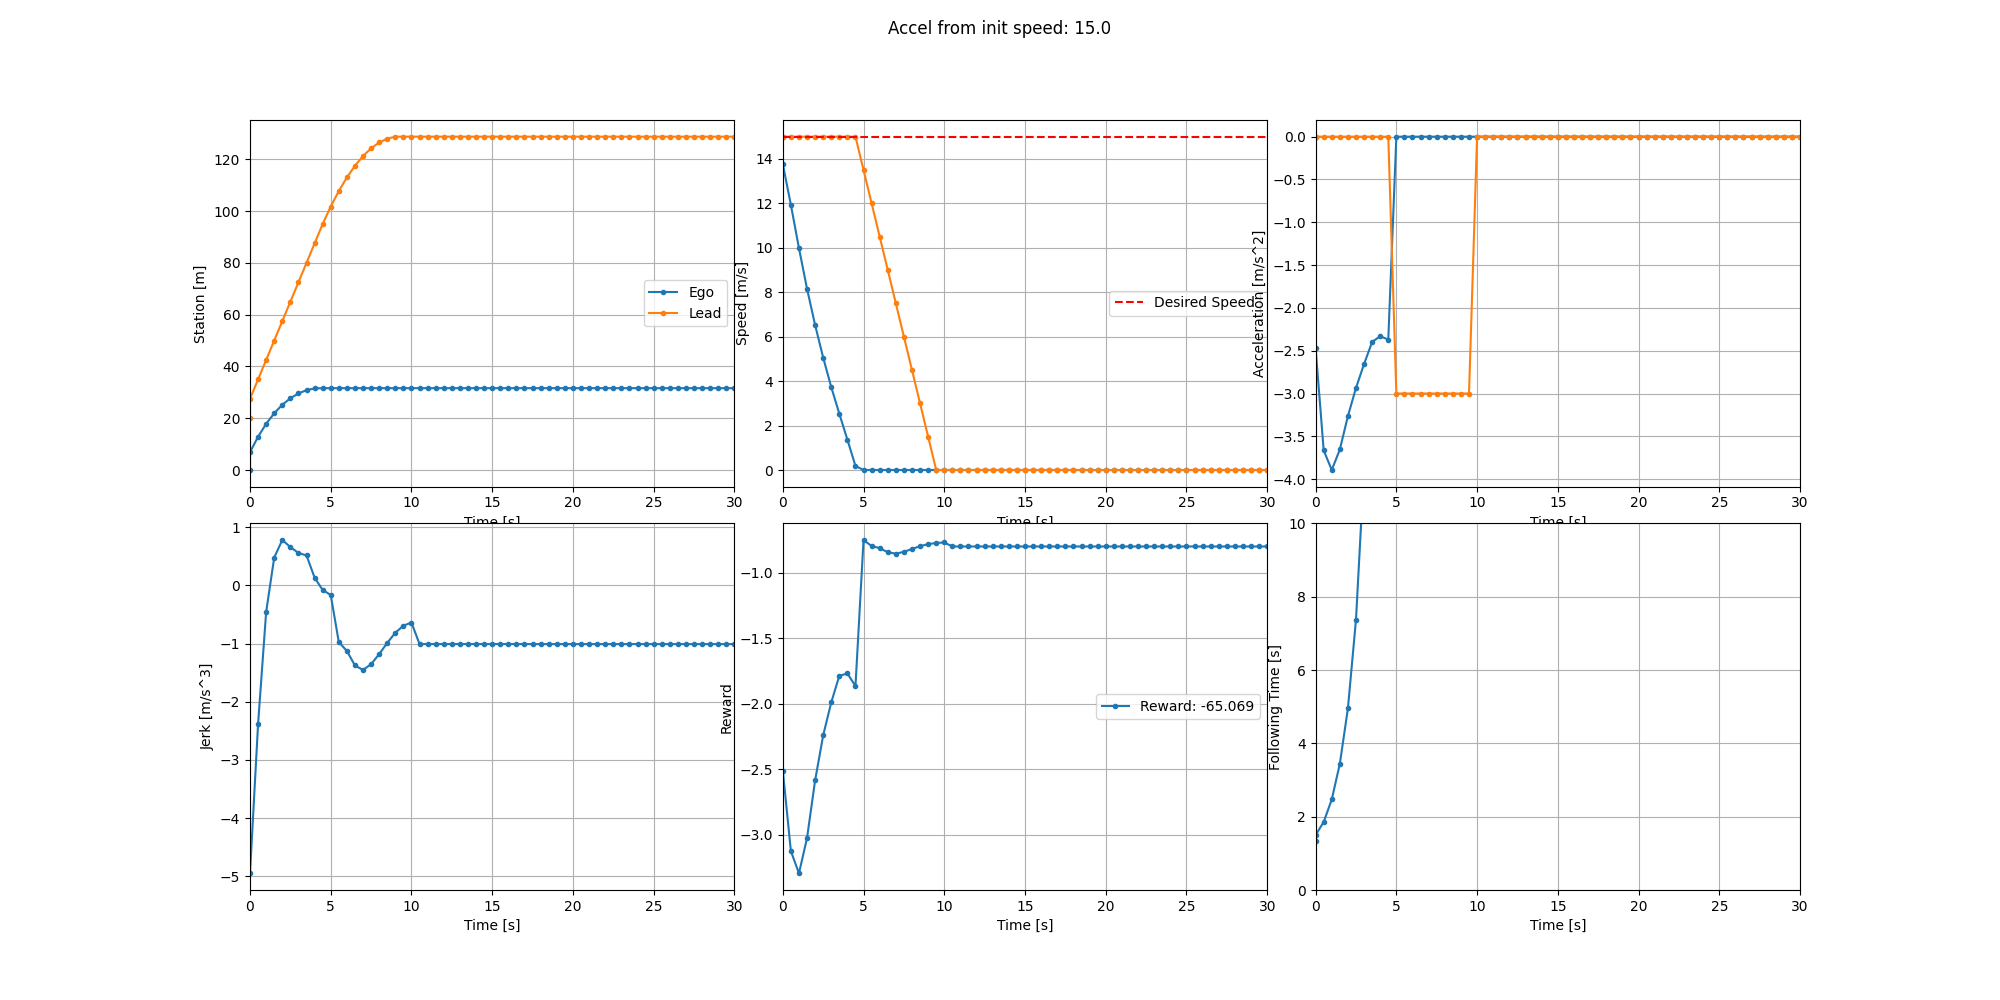 Accel from init speed: 15.0
Station [m]
120
100
80
60
40
20
0
Ego
Lead
0 5 10 15 20 25 30
Time [s]
Speed [m/s]
14
12
10
8
6
4
2
0
Desired Speed
0 5 10 15 20 25 30
Time [s]
Acceleration [m/s^2]
0.0
−0.5
−1.0
−1.5
−2.0
−2.5
−3.0
−3.5
−4.0
0 5 10 15 20 25 30
Time [s]
Jerk [m/s^3]
1
0
−1
−2
−3
−4
−5
0 5 10 15 20 25 30
Time [s]
Reward
−1.0
−1.5
−2.0
−2.5
−3.0
Reward: -65.069
0 5 10 15 20 25 30
Time [s]
Following Time [s]
10
8
6
4
2
0
0 5 10 15 20 25 30
Time [s]